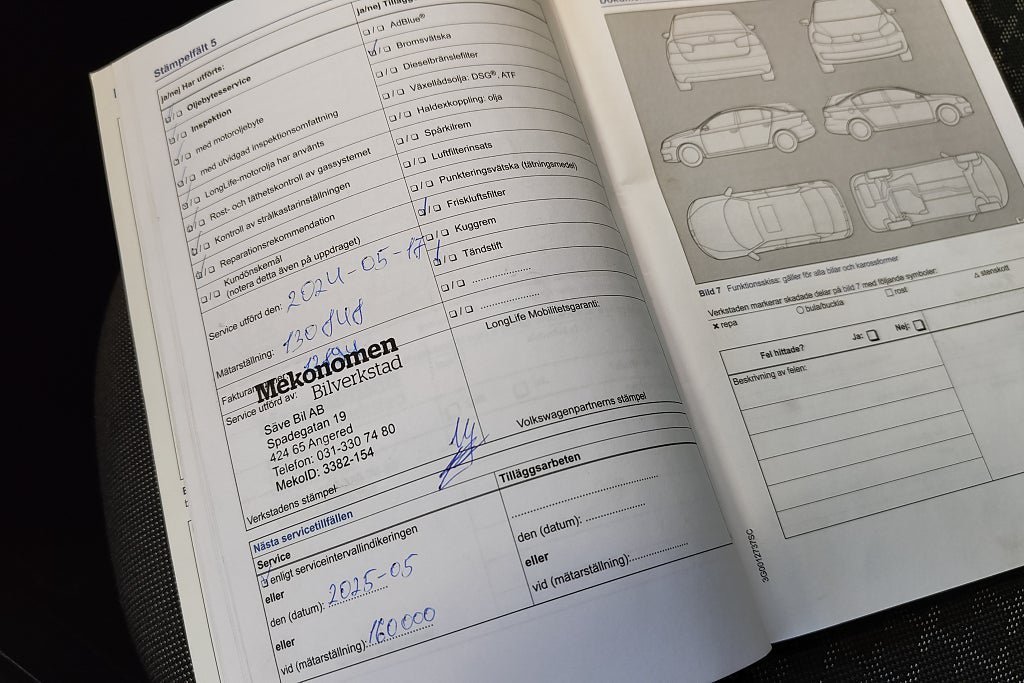 Stämpelfält 5
ja/nej Har utförts:
❏/❏ Oljebytesservice
❏/❏ Inspektion
❏/❏ med motoroljebyte
❏/❏ med utvidgad inspektionsomfattning
❏/❏ LongLife-motorolja har använts
❏/❏ Rost- och täthetskontroll av gassystemet
❏/❏ Kontroll av strålkastarinställningen
❏/❏ Reparationsrekommendation
❏/❏ Kundönskemål
(notera detta även på uppdraget)
Service utförd den: 2024-05-17
Mätarställning: 130848
Service utförd av:
Mekonomen
Bilverkstad
Säve Bil AB
Spadegatan 19
424 65 Angered
Telefon: 031-330 74 80
MekoID: 3382-154
Verkstadens stämpel
ja/nej
❏/❏ AdBlue®
❏/❏ Bromsvätska
❏/❏ Dieselbränslefilter
❏/❏ Växellådsolja: DSG®, ATF
❏/❏ Haldexkoppling: olja
❏/❏ Spårkilrem
❏/❏ Luftfilterinsats
❏/❏ Punkteringsvätska (tätningsmedel)
❏/❏ Friskluftsfilter
❏/❏ Kuggrem
❏/❏ Tändstift
❏/❏ ....................
❏/❏ ....................
LongLife Mobilitetsgaranti:
Volkswagenpartnerns stämpel
Nästa servicetillfällen
Service
❏ enligt serviceintervallindikeringen
eller
den (datum): 2025-05
eller
vid (mätarställning): 160000
Tilläggsarbeten
den (datum): ..................
eller
vid (mätarställning):..................
Bild 7 Funktionsskiss: gäller för alla bilar och karossformer
Verkstaden markerar skadade delar på bild 7 med följande symboler:
✖ repa ○ bula/buckla □ rost △ stenskott
Fel hittade? Ja: ❏ Nej: ❏
Beskrivning av felen:
3G0012737SC